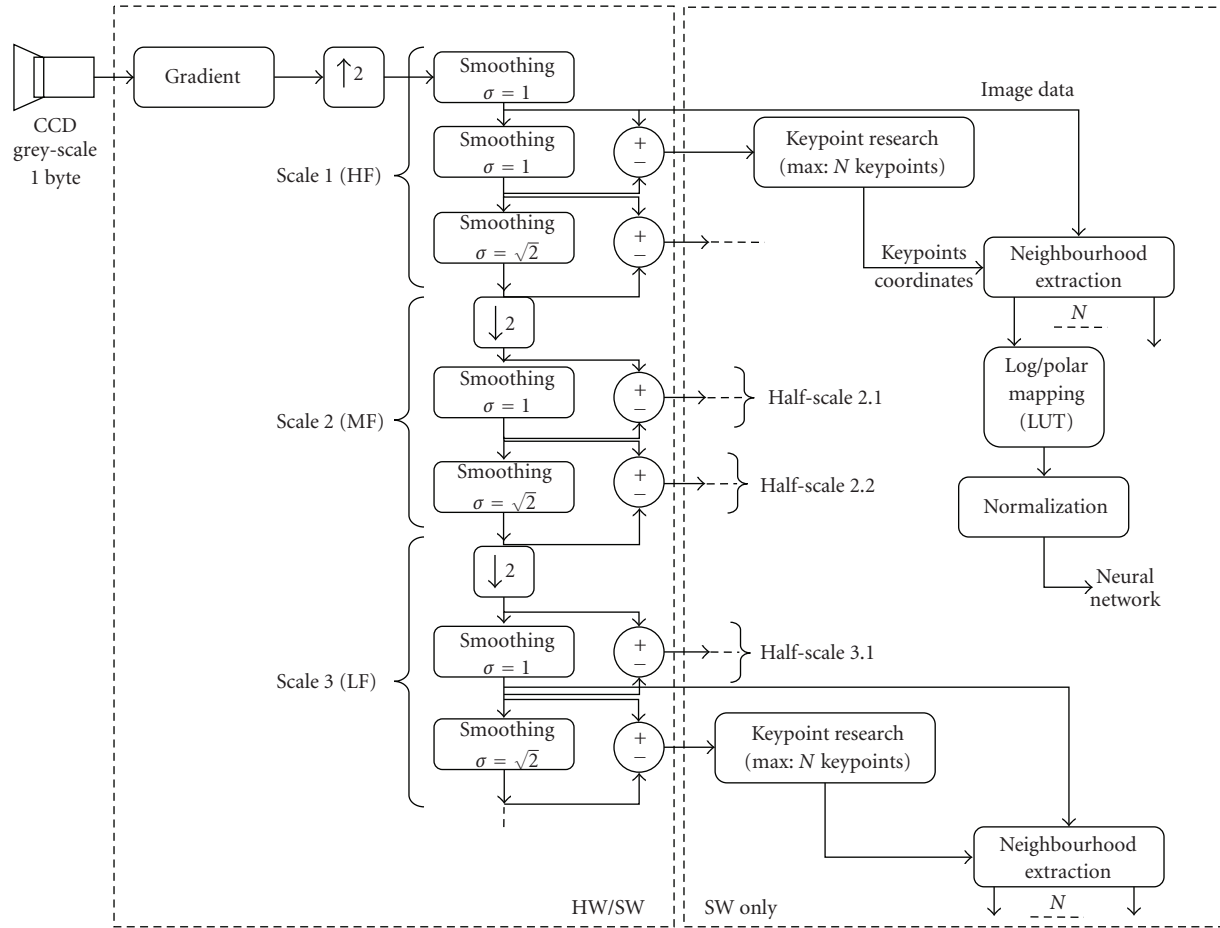 CCD
grey-scale
1 byte
Gradient
↑2
Scale 1 (HF)
Smoothing
σ = 1
Smoothing
σ = 1
Smoothing
σ = √2
+
−
+
−
Image data
Keypoint research
(max: N keypoints)
Keypoints
coordinates
Neighbourhood
extraction
N
Log/polar
mapping
(LUT)
Normalization
Neural
network
Scale 2 (MF)
↓2
Smoothing
σ = 1
Smoothing
σ = √2
+
−
+
−
Half-scale 2.1
Half-scale 2.2
Scale 3 (LF)
↓2
Smoothing
σ = 1
Smoothing
σ = √2
+
−
+
−
Half-scale 3.1
Keypoint research
(max: N keypoints)
Neighbourhood
extraction
N
HW/SW
SW only